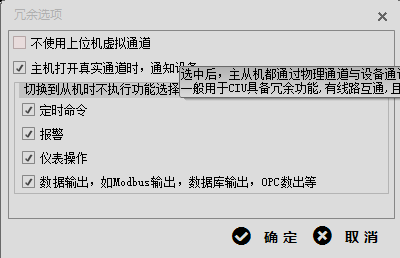 冗余选项
不使用上位机虚拟通道
主机打开真实通道时，通知设备
选中后，主从机都通过物理通道与设备通
一般用于CIU具备冗余功能,有线路互通,且
切换到从机时不执行功能选择
定时命令
报警
仪表操作
数据输出，如Modbus输出，数据库输出，OPC数出等
确定
取消